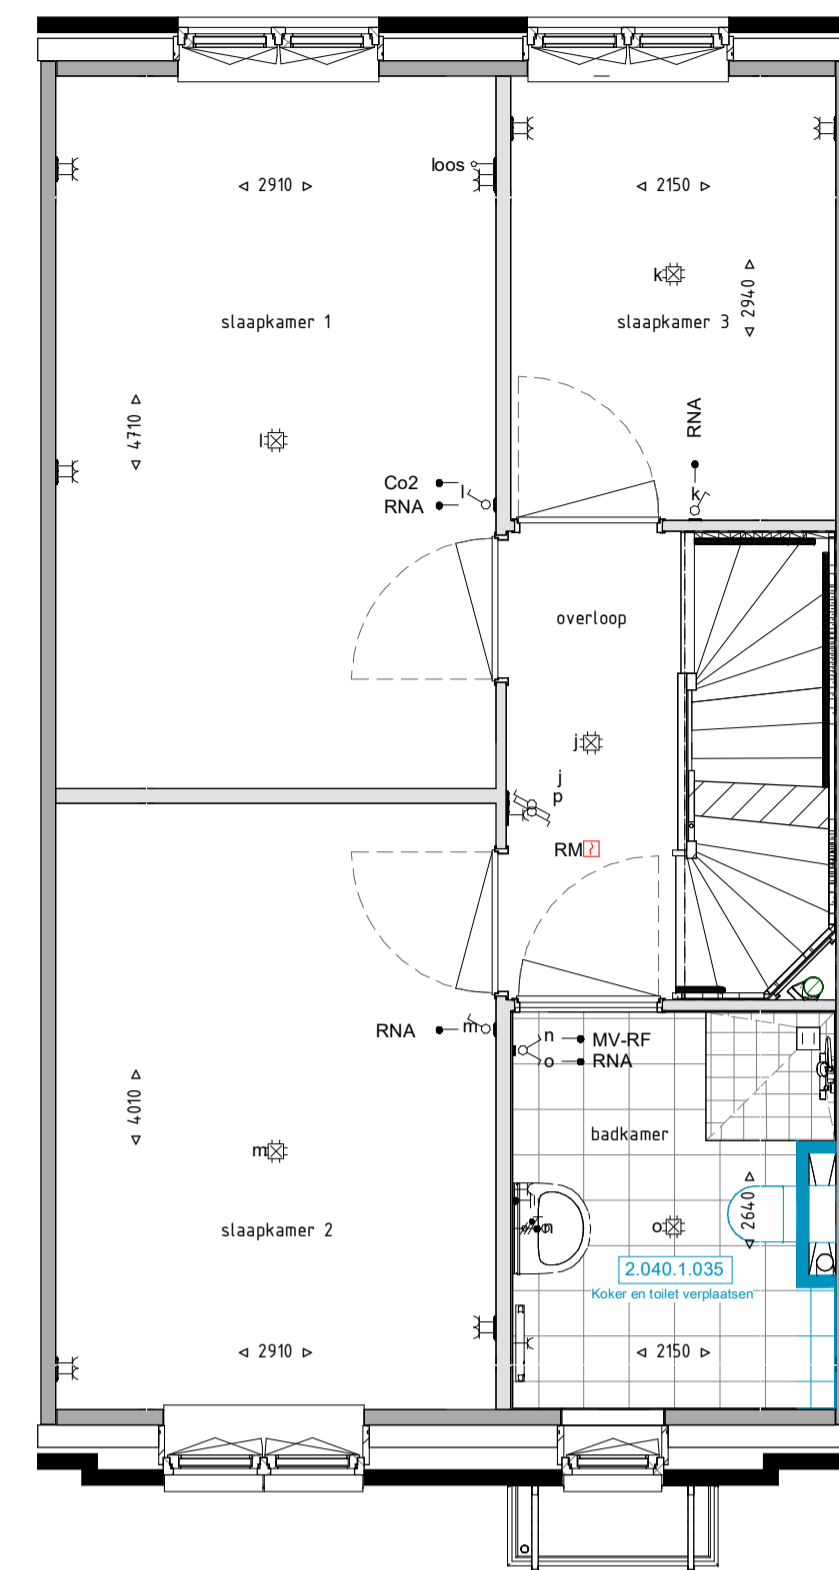 loos
2910
2150
k
2940
slaapkamer 1
slaapkamer 3
4710
RNA
l
Co2
l
RNA
k
overloop
j
j
p
RM
RNA
m
n
MV-RF
o
RNA
4010
badkamer
m
2640
slaapkamer 2
o
2.040.1.035
Koker en toilet verplaatsen
2910
2150